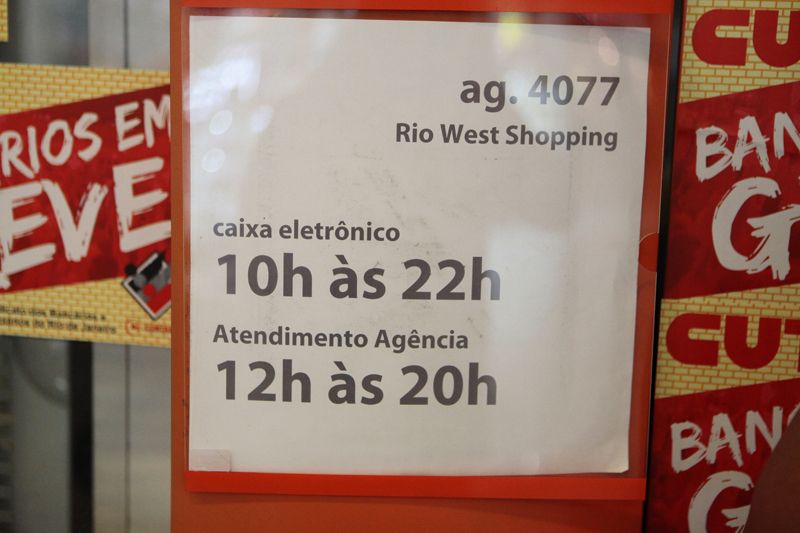 ag. 4077
Rio West Shopping
caixa eletrônico
10h às 22h
Atendimento Agência
12h às 20h
RIOS EM
EVE
CUT
BAN
G
CUT
BANC
G